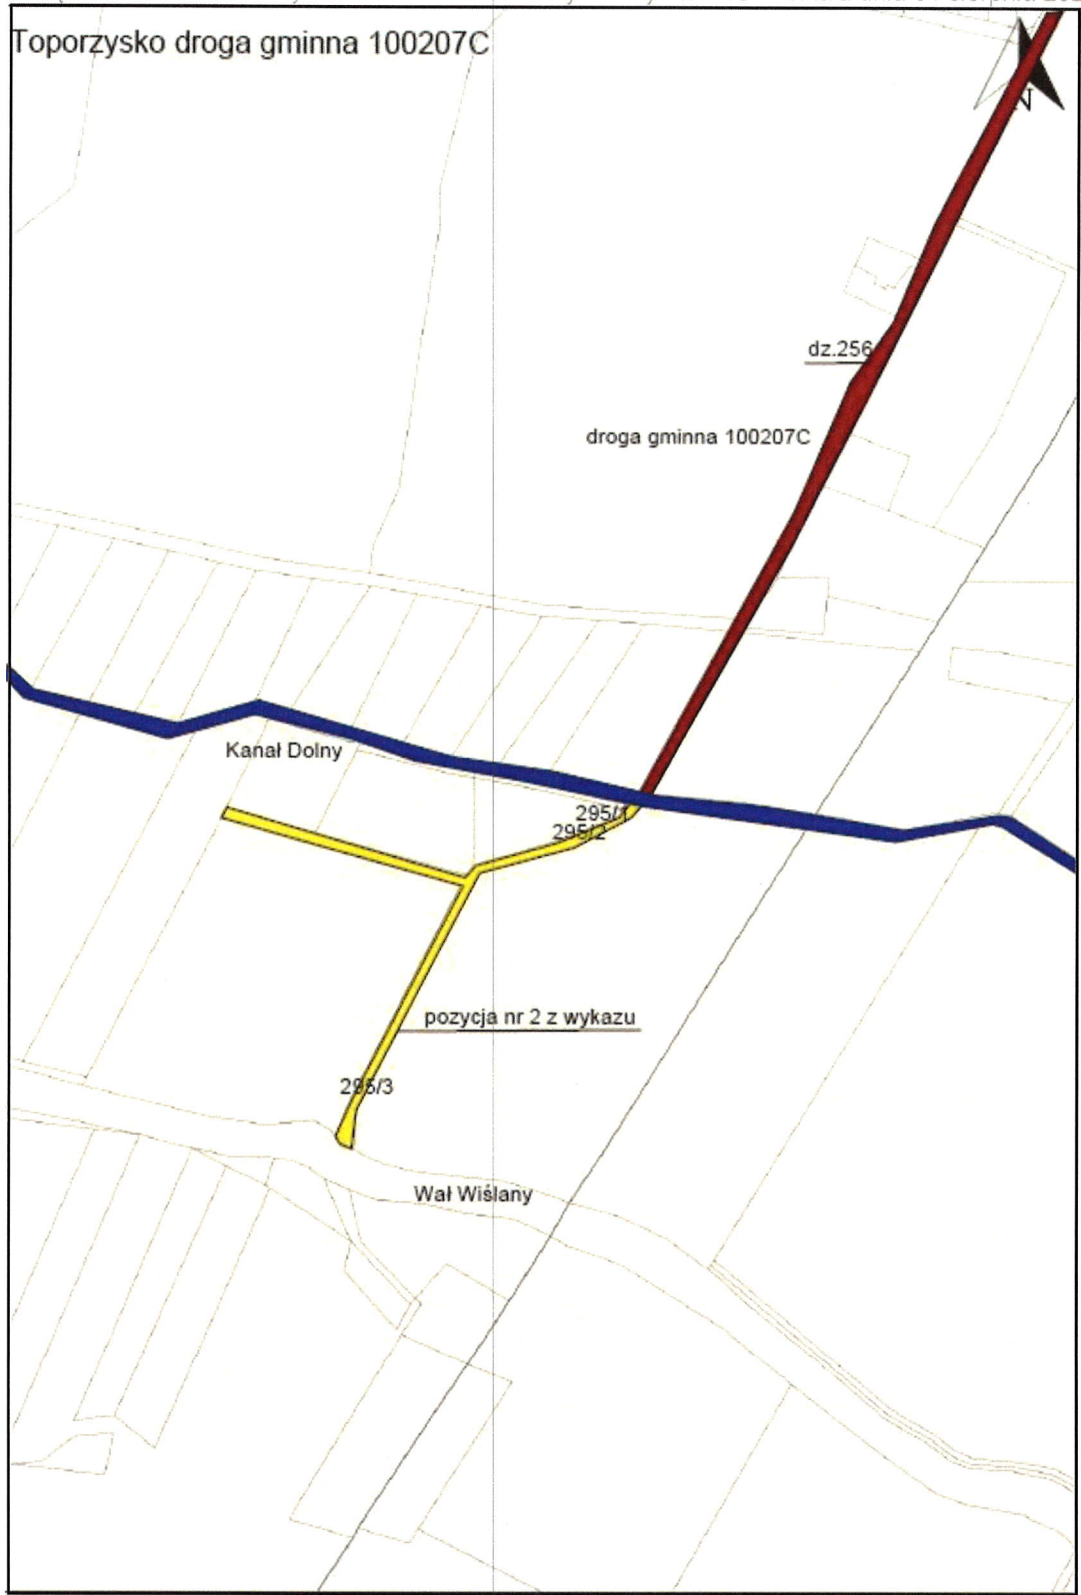 Toporzysko droga gminna 100207C
N
dz.256
droga gminna 100207C
Kanał Dolny
295/1
295/2
pozycja nr 2 z wykazu
295/3
Wał Wiślany